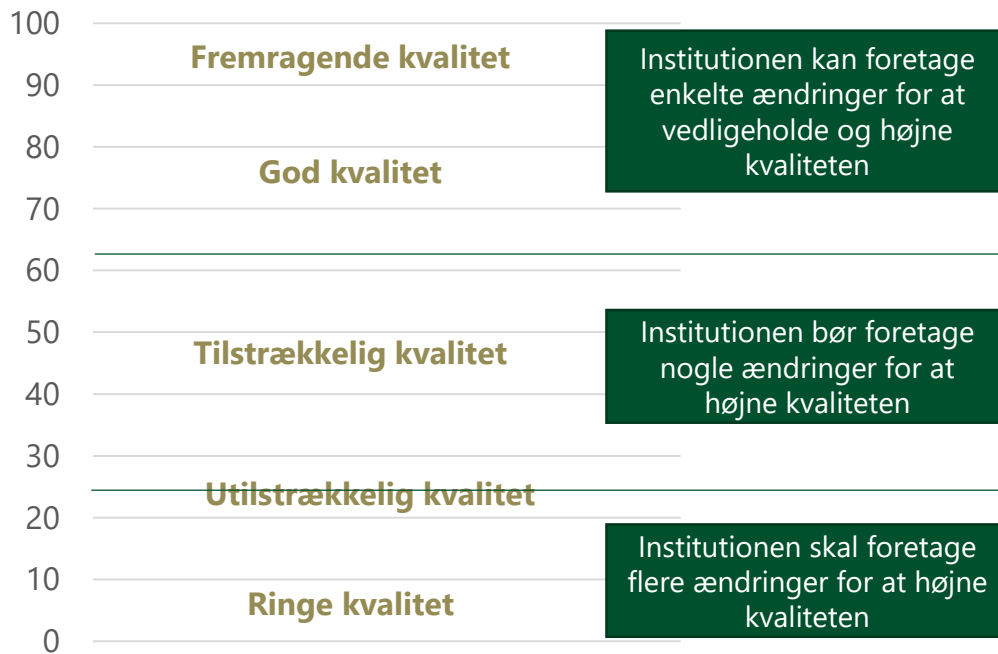 100
Fremragende kvalitet
Institutionen kan foretage
90
enkelte ændringer for at
vedligeholde og højne
80
kvaliteten
God kvalitet
70
60
50
Institutionen bør foretage
Tilstrækkelig kvalitet
nogle ændringer for at
40
højne kvaliteten
30
Utilstrækkelig kvalitet
20
Institutionen skal foretage
10
flere ændringer for at højne
Ringe kvalitet
kvaliteten
0